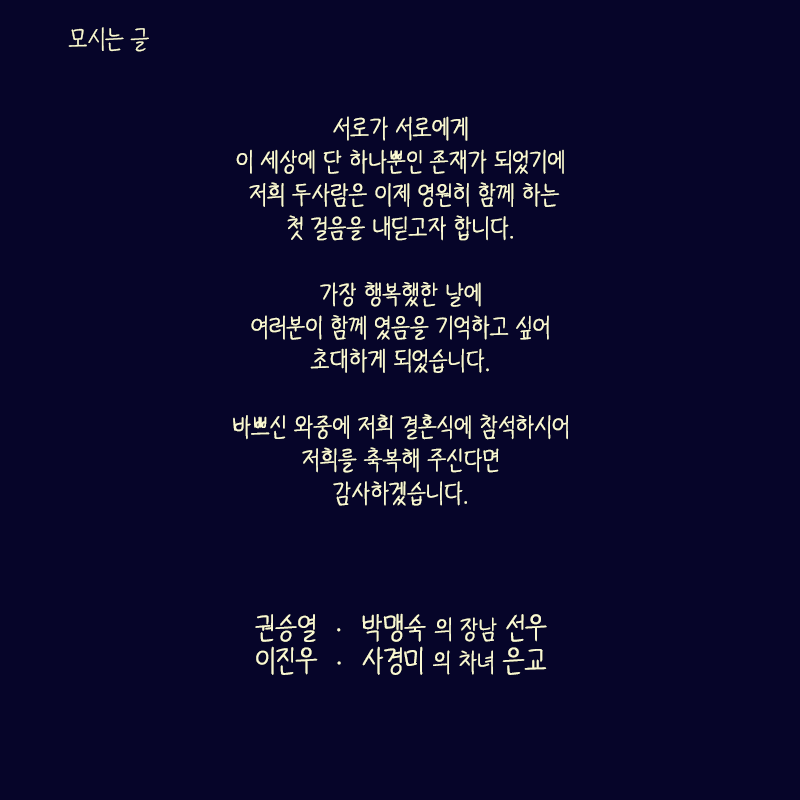 모시는 글
서로가 서로에게
이 세상에 단 하나뿐인 존재가 되었기에
저희 두사람은 이제 영원히 함께 하는
첫 걸음을 내딛고자 합니다.
가장 행복했한 날에
여러분이 함께 였음을 기억하고 싶어
초대하게 되었습니다.
바쁘신 와중에 저희 결혼식에 참석하시어
저희를 축복해 주신다면
감사하겠습니다.
권승열 · 박맹숙 의 장남 선우
이진우 · 사경미 의 차녀 은교